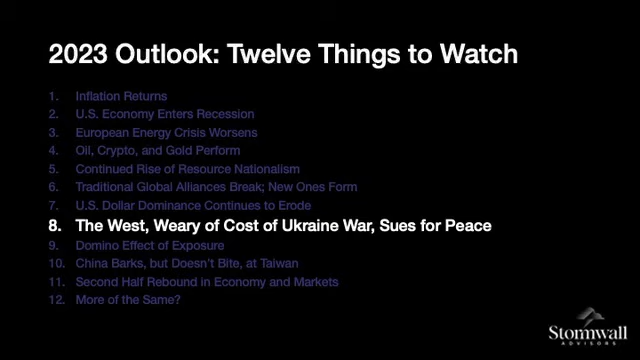 2023 Outlook: Twelve Things to Watch
1. Inflation Returns
2. U.S. Economy Enters Recession
3. European Energy Crisis Worsens
4. Oil, Crypto, and Gold Perform
5. Continued Rise of Resource Nationalism
6. Traditional Global Alliances Break; New Ones Form
7. U.S. Dollar Dominance Continues to Erode
8. The West, Weary of Cost of Ukraine War, Sues for Peace
9. Domino Effect of Exposure
10. China Barks, but Doesn't Bite, at Taiwan
11. Second Half Rebound in Economy and Markets
12. More of the Same?
Stormwall
ADVISORS